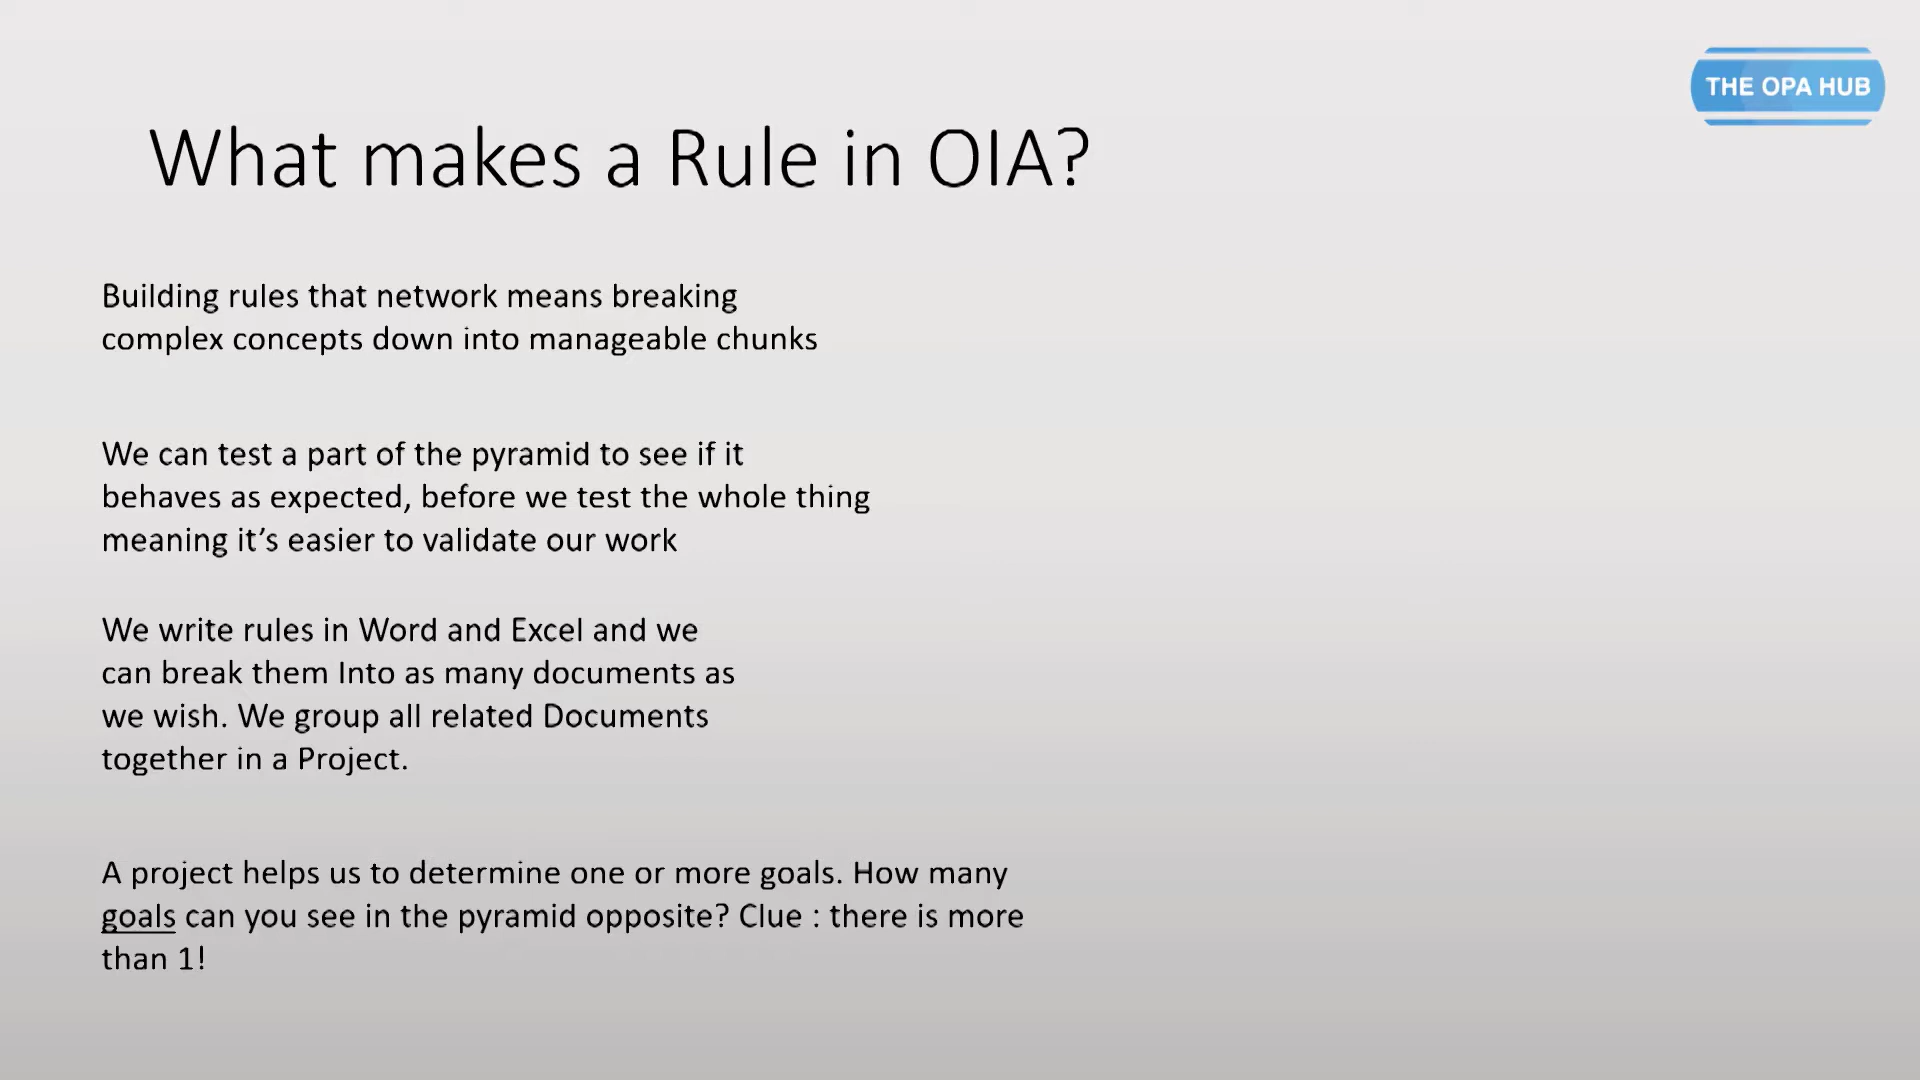 THE OPA HUB
What makes a Rule in OIA?
Building rules that network means breaking
complex concepts down into manageable chunks
We can test a part of the pyramid to see if it
behaves as expected, before we test the whole thing
meaning it’s easier to validate our work
We write rules in Word and Excel and we
can break them Into as many documents as
we wish. We group all related Documents
together in a Project.
A project helps us to determine one or more goals. How many
goals can you see in the pyramid opposite? Clue : there is more
than 1!